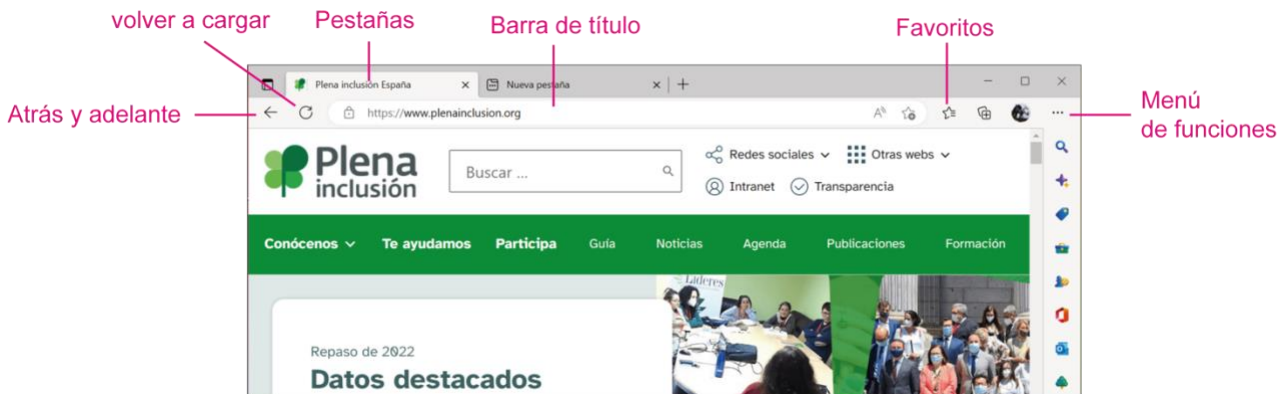 volver a cargar
Pestañas
Barra de título
Favoritos
Atrás y adelante
Menú
de funciones
Plena inclusión España
Nueva pestaña
https://www.plenainclusion.org
Plena
inclusión
Buscar ...
Redes sociales
Otras webs
Intranet
Transparencia
Conócenos
Te ayudamos
Participa
Guía
Noticias
Agenda
Publicaciones
Formación
Líderes
Repaso de 2022
Datos destacados